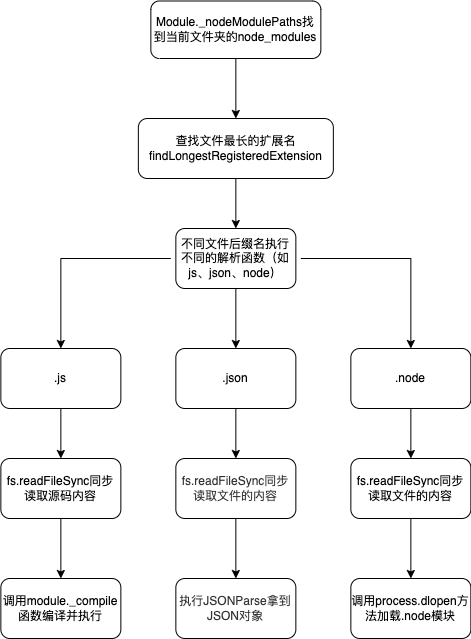 Module._nodeModulePaths找
到当前文件夹的node_modules
查找文件最长的扩展名
findLongestRegisteredExtension
不同文件后缀名执行
不同的解析函数（如
js、json、node）
.js
.json
.node
fs.readFileSync同步
读取源码内容
fs.readFileSync同步
读取文件的内容
fs.readFileSync同步
读取文件的内容
调用module._compile
函数编译并执行
执行JSONParse拿到
JSON对象
调用process.dlopen方
法加载.node模块